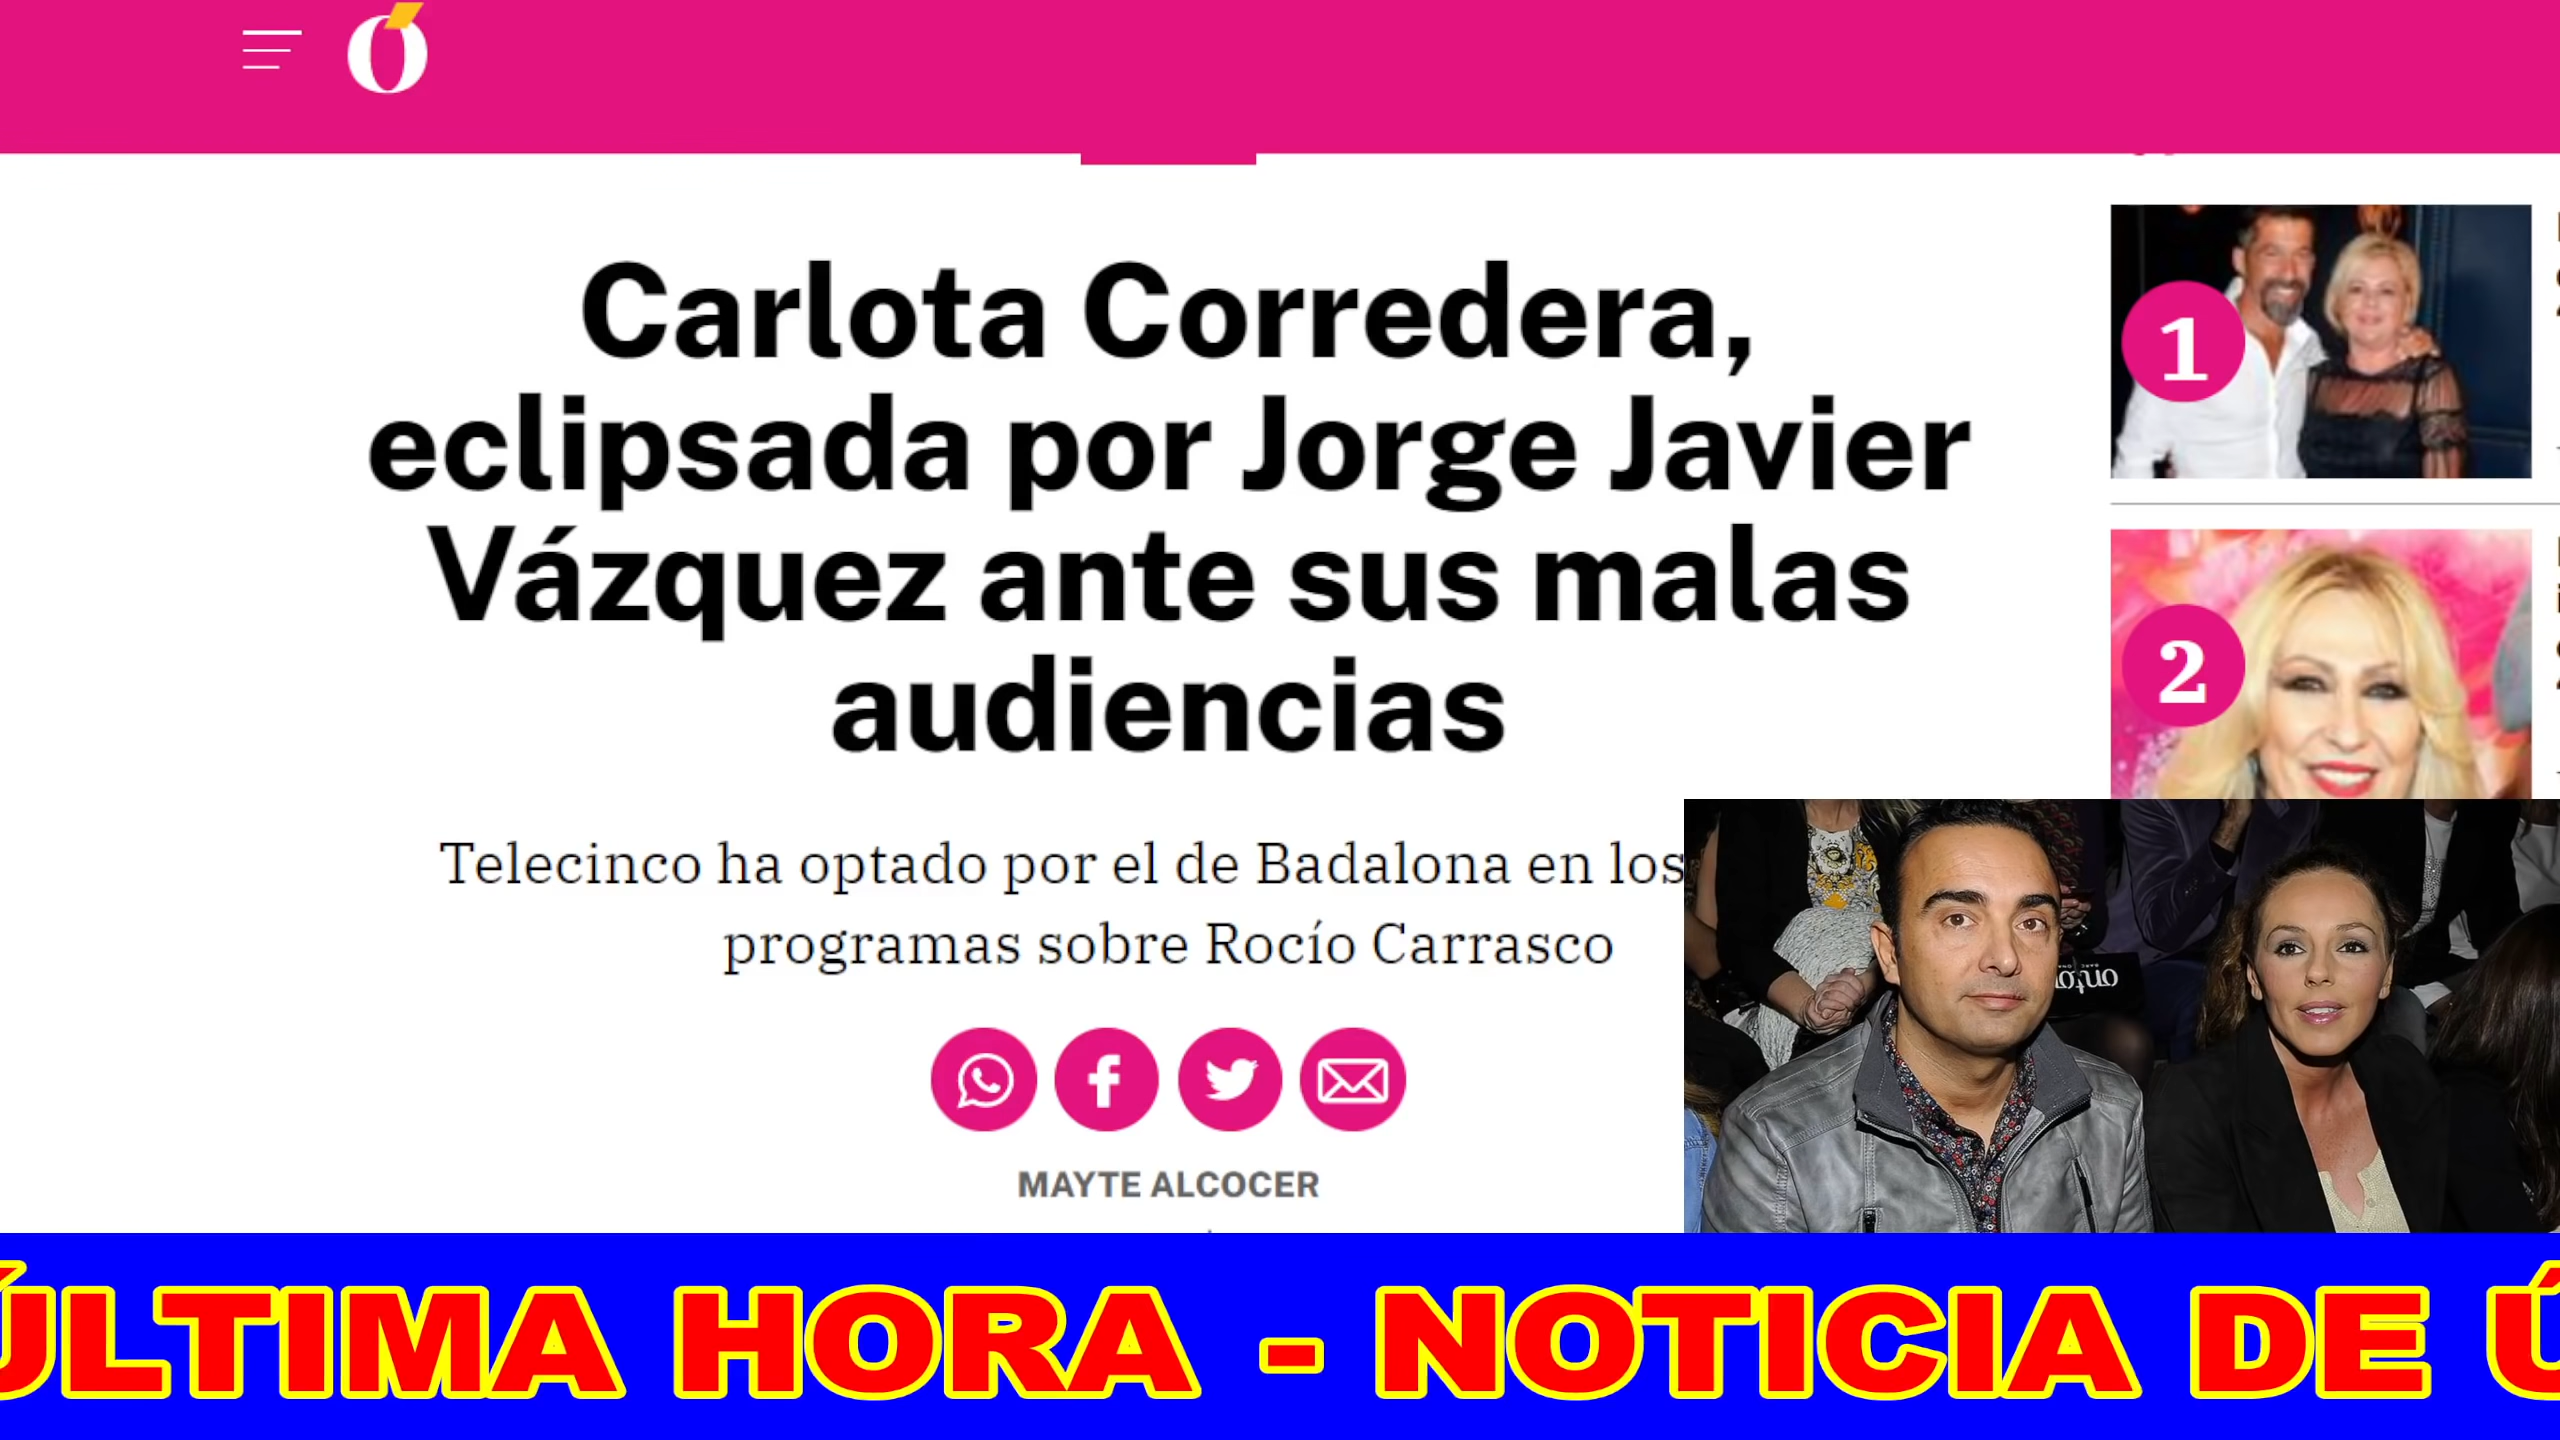 Ó
Carlota Corredera,
eclipsada por Jorge Javier
Vázquez ante sus malas
audiencias
Telecinco ha optado por el de Badalona en los
programas sobre Rocío Carrasco
MAYTE ALCOCER
1
2
ÚLTIMA HORA - NOTICIA DE Ú